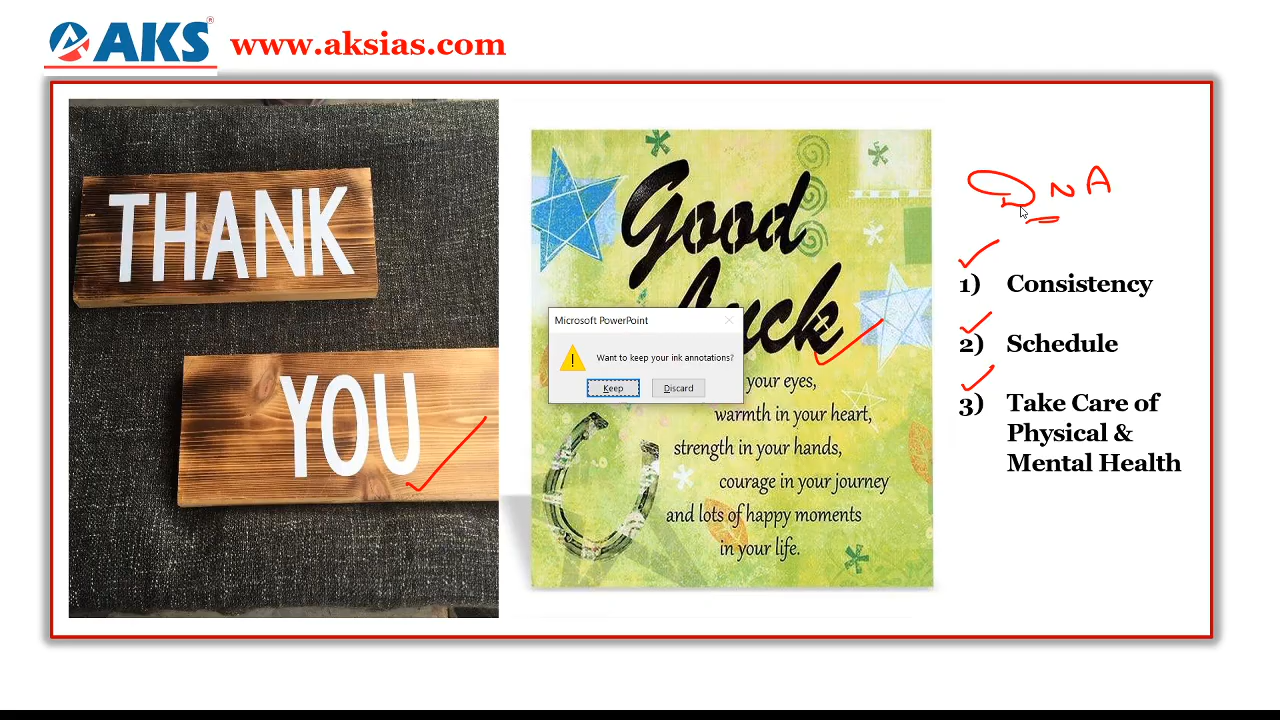 AKS®
www.aksias.com
THANK
YOU
Good
Luck
your eyes,
warmth in your heart,
strength in your hands,
courage in your journey
and lots of happy moments
in your life.
Microsoft PowerPoint
Want to keep your ink annotations?
Keep
Discard
Q N A
1) Consistency
2) Schedule
3) Take Care of
Physical &
Mental Health